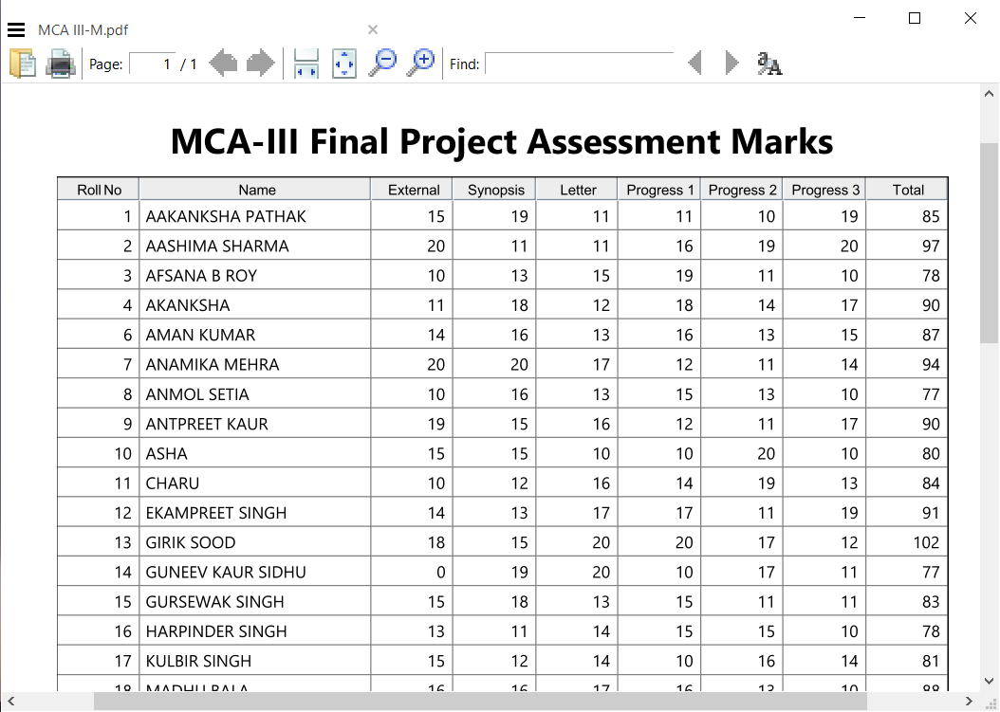 MCA III-M.pdf
Page: 1 / 1 Find:
MCA-III Final Project Assessment Marks
Roll No Name External Synopsis Letter Progress 1 Progress 2 Progress 3 Total
1 AAKANKSHA PATHAK 15 19 11 11 10 19 85
2 AASHIMA SHARMA 20 11 11 16 19 20 97
3 AFSANA B ROY 10 13 15 19 11 10 78
4 AKANKSHA 11 18 12 18 14 17 90
6 AMAN KUMAR 14 16 13 16 13 15 87
7 ANAMIKA MEHRA 20 20 17 12 11 14 94
8 ANMOL SETIA 10 16 13 15 13 10 77
9 ANTPREET KAUR 19 15 16 12 11 17 90
10 ASHA 15 15 10 10 20 10 80
11 CHARU 10 12 16 14 19 13 84
12 EKAMPREET SINGH 14 13 17 17 11 19 91
13 GIRIK SOOD 18 15 20 20 17 12 102
14 GUNEEV KAUR SIDHU 0 19 20 10 17 11 77
15 GURSEWAK SINGH 15 18 13 15 11 11 83
16 HARPINDER SINGH 13 11 14 15 15 10 78
17 KULBIR SINGH 15 12 14 10 16 14 81
18 MADHU BALA 16 16 17 16 13 10 88